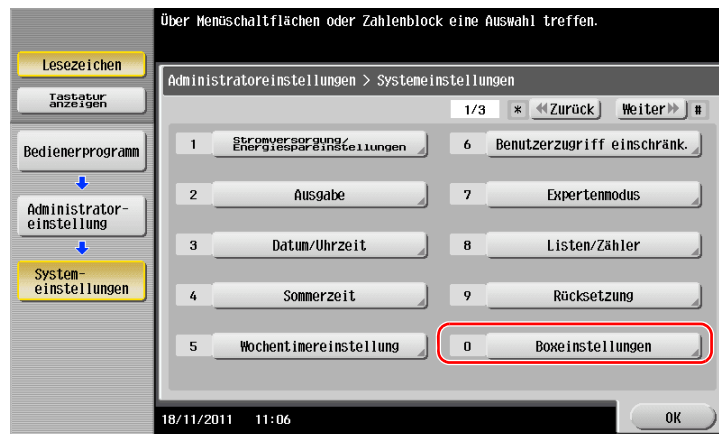 Über Menüschaltflächen oder Zahlenblock eine Auswahl treffen.
Lesezeichen
Tastatur
anzeigen
Bedienerprogramm
Administrator-
einstellung
System-
einstellungen
Administratoreinstellungen > Systemeinstellungen
1/3 * Zurück Weiter #
1 Stromversorgung/
Energiespareinstellungen
6 Benutzerzugriff einschränk.
2 Ausgabe
7 Expertenmodus
3 Datum/Uhrzeit
8 Listen/Zähler
4 Sommerzeit
9 Rücksetzung
5 Wochentimereinstellung
0 Boxeinstellungen
18/11/2011 11:06
OK